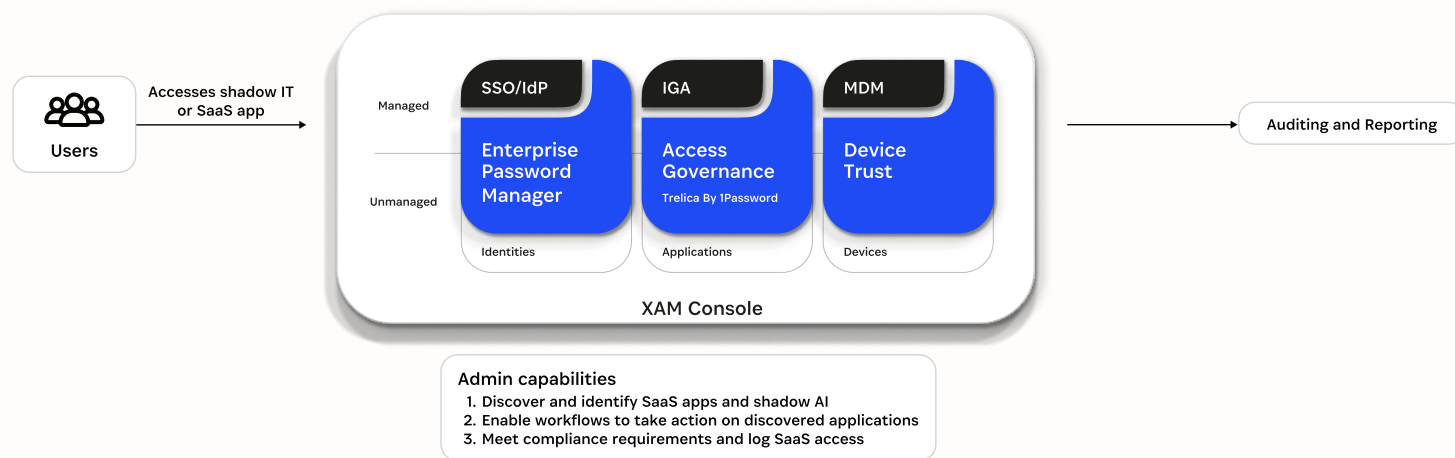 Users
Accesses shadow IT
or SaaS app
Managed
Unmanaged
SSO/IdP
Enterprise
Password
Manager
Identities
IGA
Access
Governance
Trelica By 1Password
Applications
MDM
Device
Trust
Devices
XAM Console
Auditing and Reporting
Admin capabilities
1. Discover and identify SaaS apps and shadow AI
2. Enable workflows to take action on discovered applications
3. Meet compliance requirements and log SaaS access